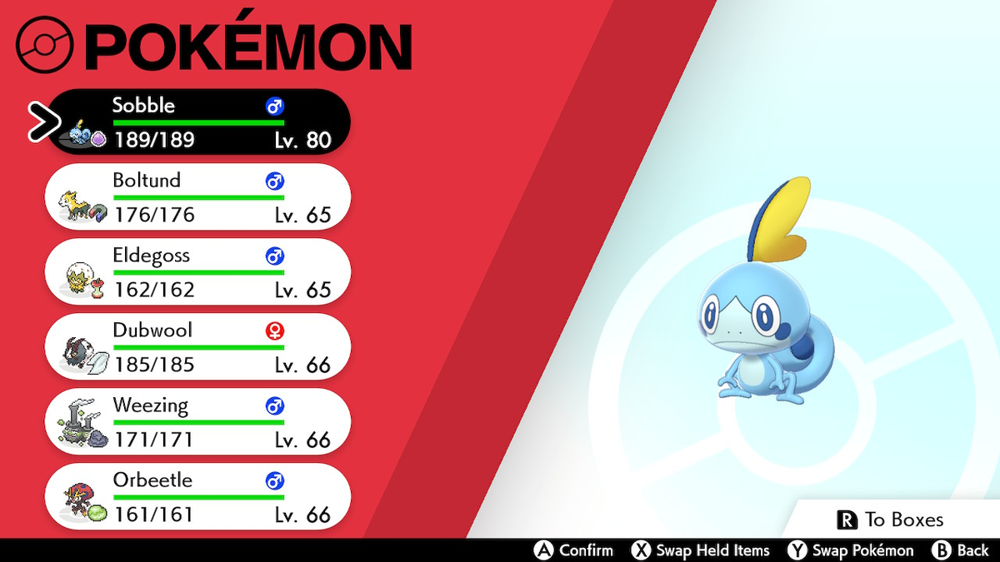 POKÉMON
Sobble ♂
189/189 Lv. 80
Boltund ♂
176/176 Lv. 65
Eldegoss ♂
162/162 Lv. 65
Dubwool ♀
185/185 Lv. 66
Weezing ♂
171/171 Lv. 66
Orbeetle ♂
161/161 Lv. 66
R To Boxes
A Confirm X Swap Held Items Y Swap Pokémon B Back